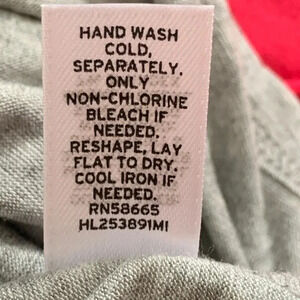 HAND WASH
COLD,
SEPARATELY.
ONLY
NON-CHLORINE
BLEACH IF
NEEDED.
RESHAPE, LAY
FLAT TO DRY.
COOL IRON IF
NEEDED.
RN58665
HL253891MI